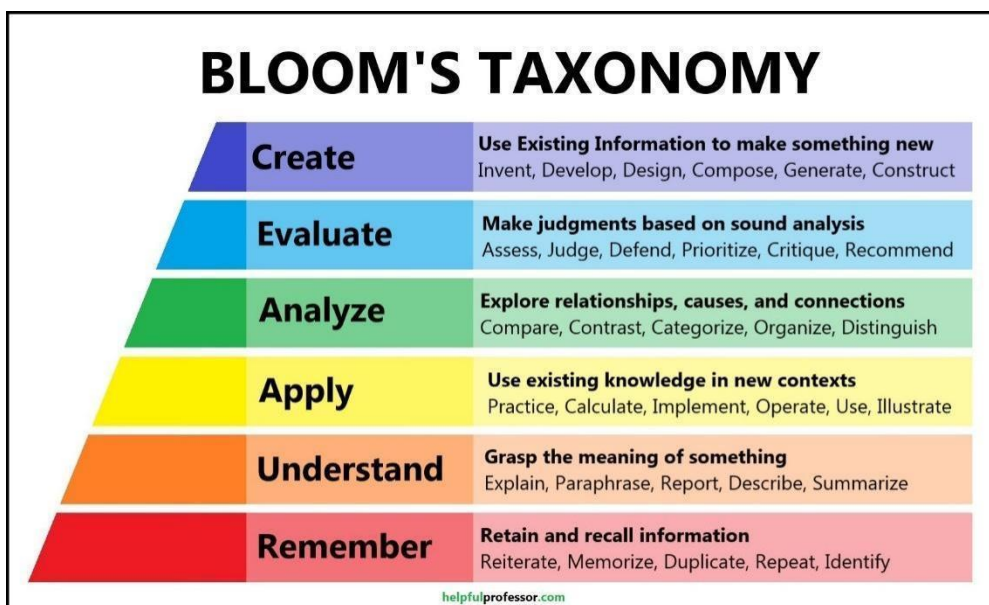 BLOOM'S TAXONOMY
Create
Use Existing Information to make something new
Invent, Develop, Design, Compose, Generate, Construct
Evaluate
Make judgments based on sound analysis
Assess, Judge, Defend, Prioritize, Critique, Recommend
Analyze
Explore relationships, causes, and connections
Compare, Contrast, Categorize, Organize, Distinguish
Apply
Use existing knowledge in new contexts
Practice, Calculate, Implement, Operate, Use, Illustrate
Understand
Grasp the meaning of something
Explain, Paraphrase, Report, Describe, Summarize
Remember
Retain and recall information
Reiterate, Memorize, Duplicate, Repeat, Identify
helpfulprofessor.com